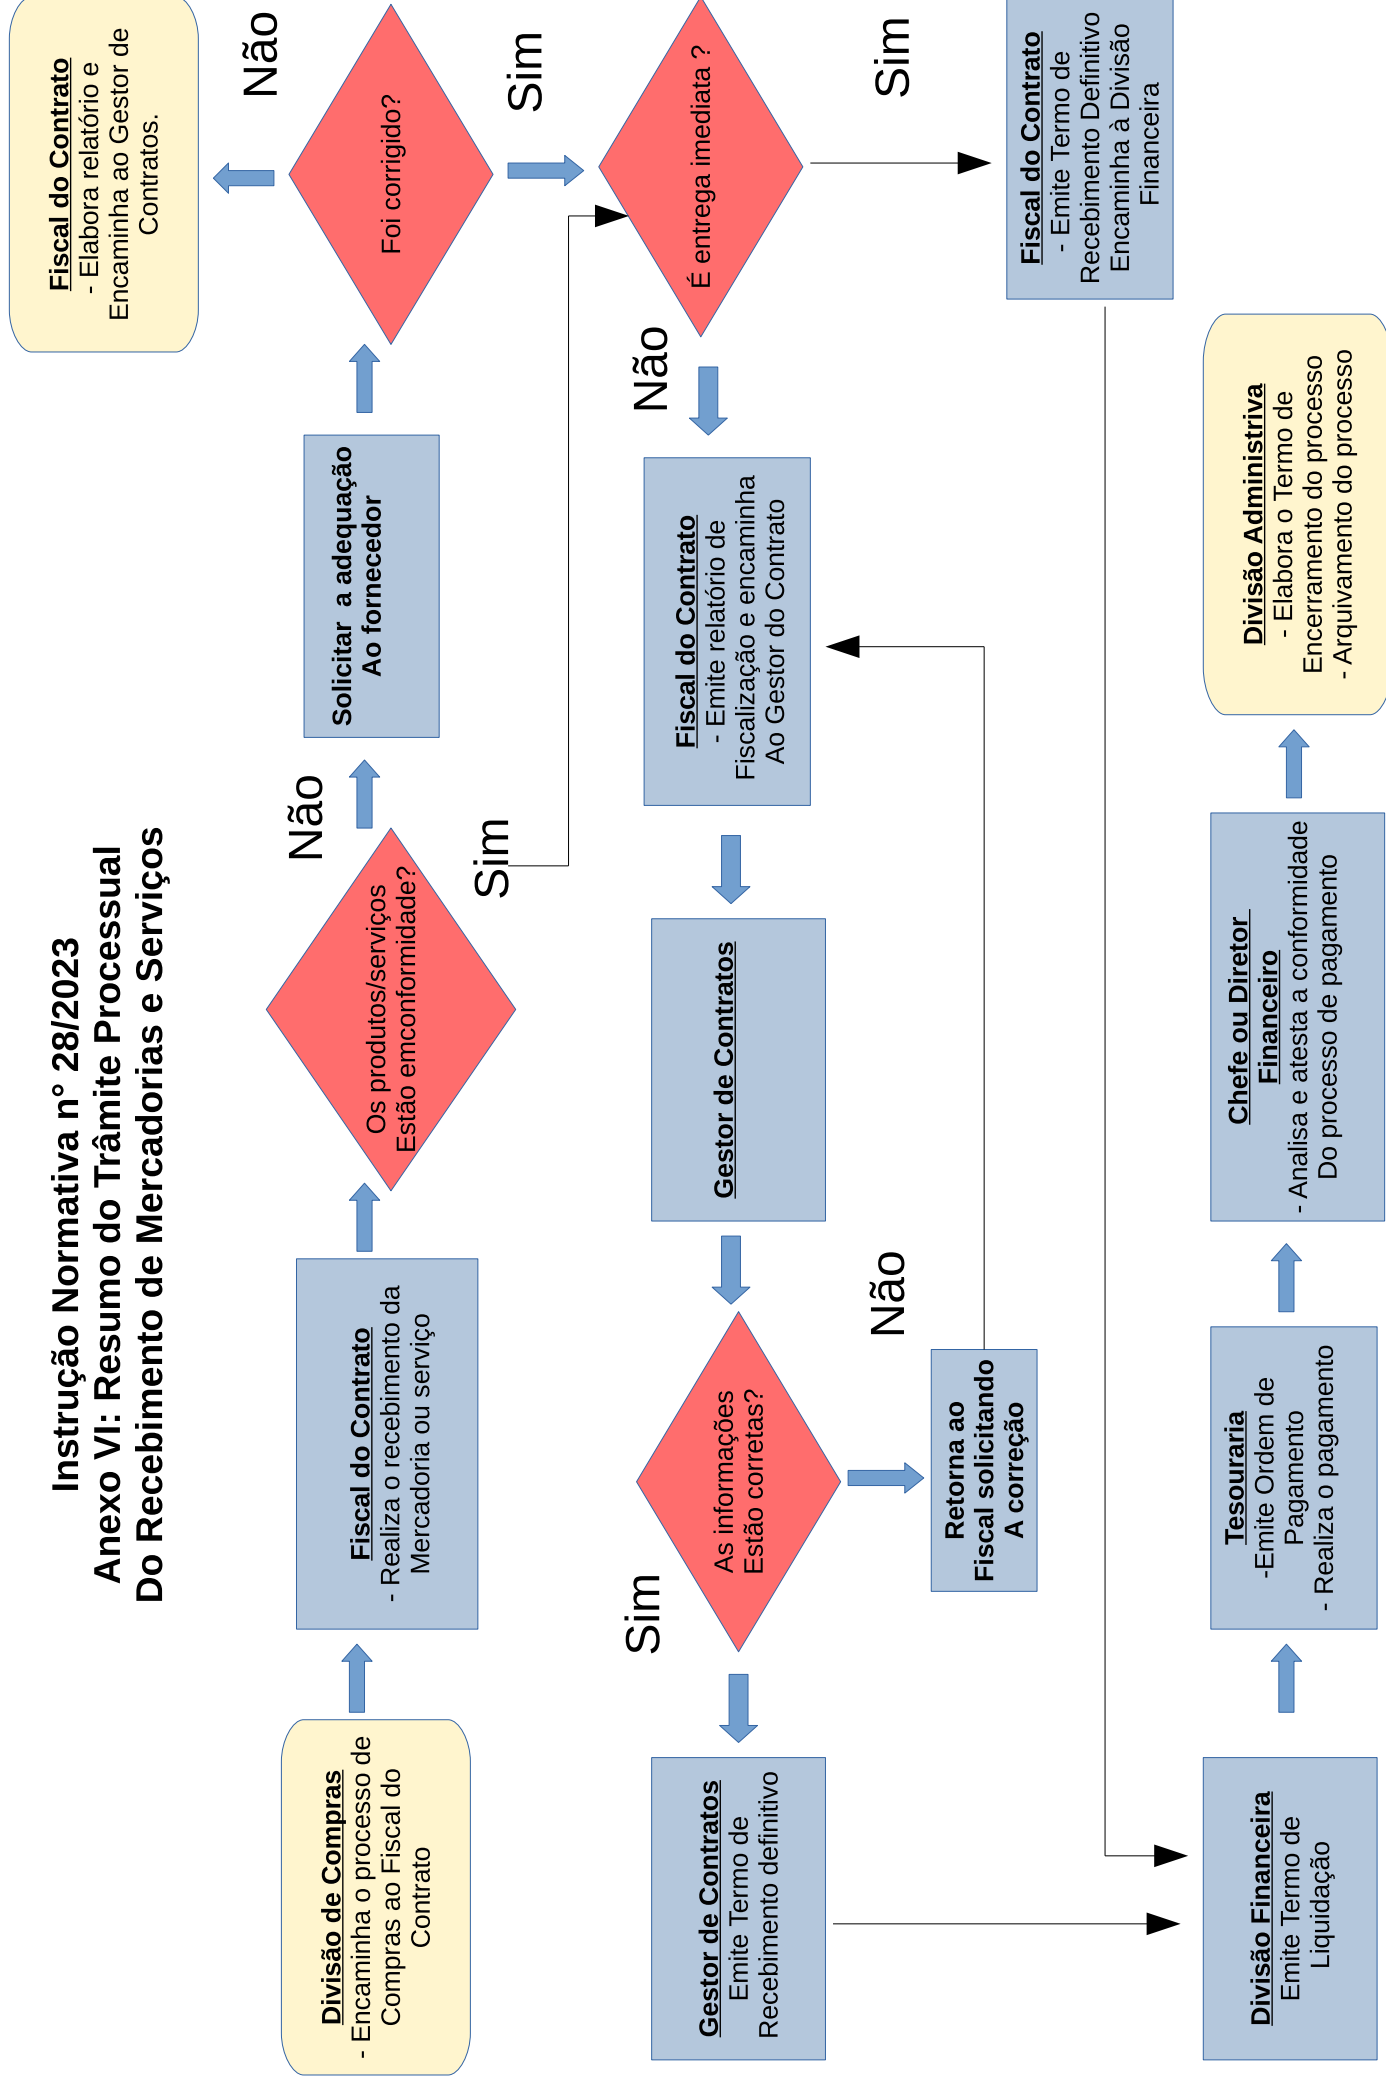 Instrução Normativa n° 28/2023
Anexo VI: Resumo do Trâmite Processual
Do Recebimento de Mercadorias e Serviços
Divisão de Compras
- Encaminha o processo de
Compras ao Fiscal do
Contrato
Fiscal do Contrato
- Realiza o recebimento da
Mercadoria ou serviço
Os produtos/serviços
Estão emconformidade?
Não
Sim
Solicitar a adequação
Ao fornecedor
Foi corrigido?
Não
Sim
Fiscal do Contrato
- Elabora relatório e
Encaminha ao Gestor de
Contratos.
É entrega imediata ?
Não
Sim
Fiscal do Contrato
- Emite Termo de
Recebimento Definitivo
Encaminha à Divisão
Financeira
Fiscal do Contrato
- Emite relatório de
Fiscalização e encaminha
Ao Gestor do Contrato
Gestor de Contratos
As informações
Estão corretas?
Não
Sim
Retorna ao
Fiscal solicitando
A correção
Gestor de Contratos
Emite Termo de
Recebimento definitivo
Divisão Financeira
Emite Termo de
Liquidação
Tesouraria
-Emite Ordem de
Pagamento
- Realiza o pagamento
Chefe ou Diretor
Financeiro
- Analisa e atesta a conformidade
Do processo de pagamento
Divisão Administriva
- Elabora o Termo de
Encerramento do processo
- Arquivamento do processo